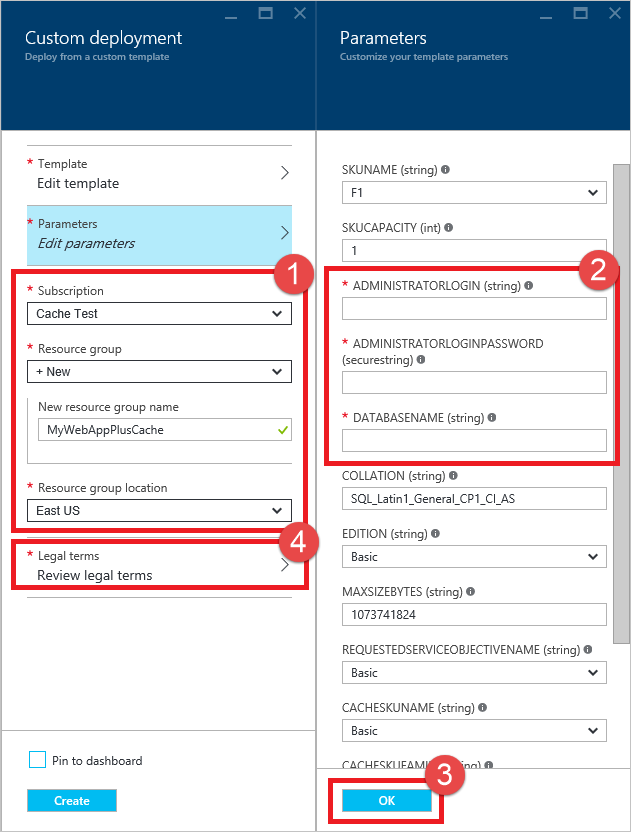 Custom deployment
Deploy from a custom template
* Template
Edit template
* Parameters
Edit parameters
1
* Subscription
Cache Test
* Resource group
+ New
New resource group name
MyWebAppPlusCache
* Resource group location
East US
4
* Legal terms
Review legal terms
Pin to dashboard
Create
Parameters
Customize your template parameters
SKUNAME (string)
F1
SKUCAPACITY (int)
1
2
* ADMINISTRATORLOGIN (string)
* ADMINISTRATORLOGINPASSWORD
(securestring)
* DATABASENAME (string)
COLLATION (string)
SQL_Latin1_General_CP1_CI_AS
EDITION (string)
Basic
MAXSIZEBYTES (string)
1073741824
REQUESTEDSERVICEOBJECTIVENAME (string)
Basic
CACHESKUNAME (string)
Basic
3
OK